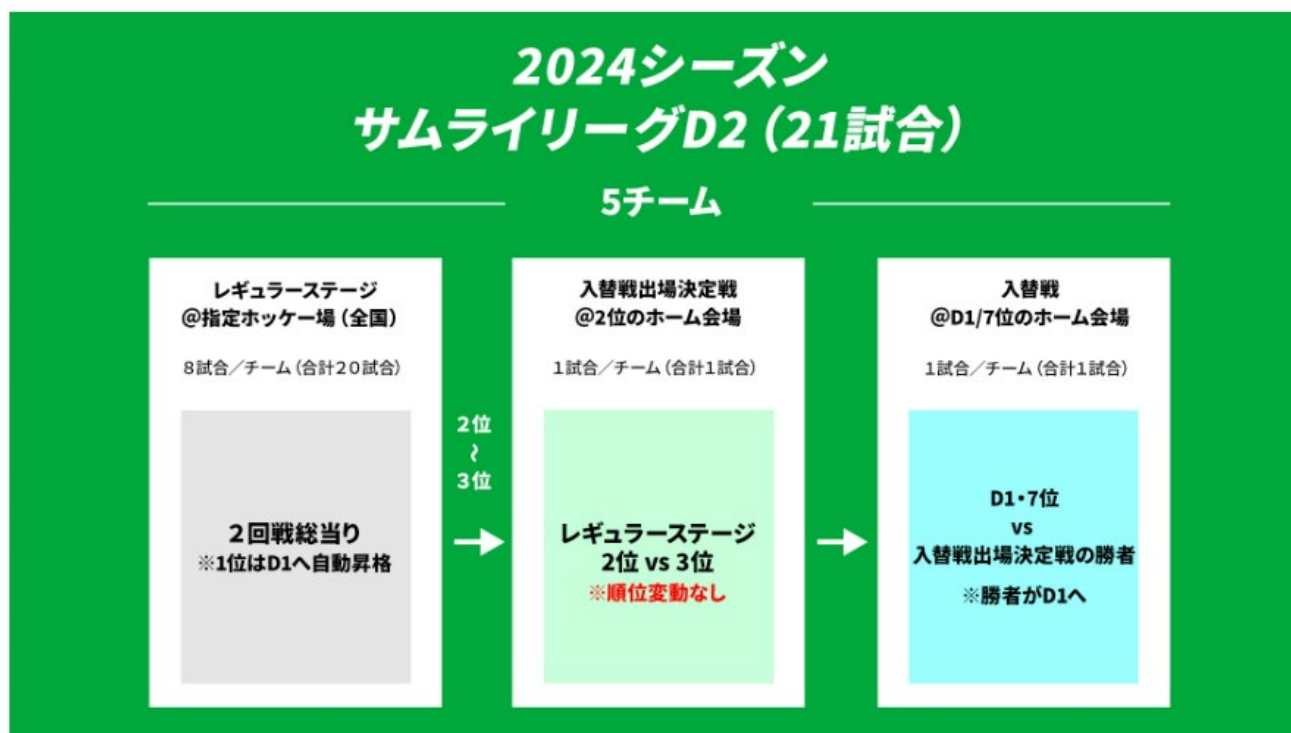 2024シーズン
サムライリーグD2（21試合）
5チーム
レギュラーステージ
@指定ホッケー場（全国）
８試合／チーム（合計２０試合）
２回戦総当り
※1位はD1へ自動昇格
２位
〜
３位
入替戦出場決定戦
@2位のホーム会場
１試合／チーム（合計１試合）
レギュラーステージ
2位 vs 3位
※順位変動なし
入替戦
@D1/7位のホーム会場
１試合／チーム（合計１試合）
D1・7位
vs
入替戦出場決定戦の勝者
※勝者がD1へ